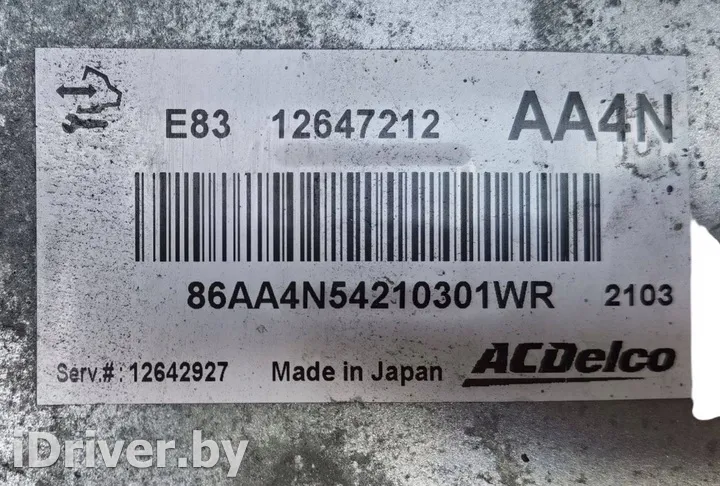 E83 12647212 AA4N
86AA4N54210301WR 2103
Serv.#: 12642927 Made in Japan ACDelco
iDriver.by